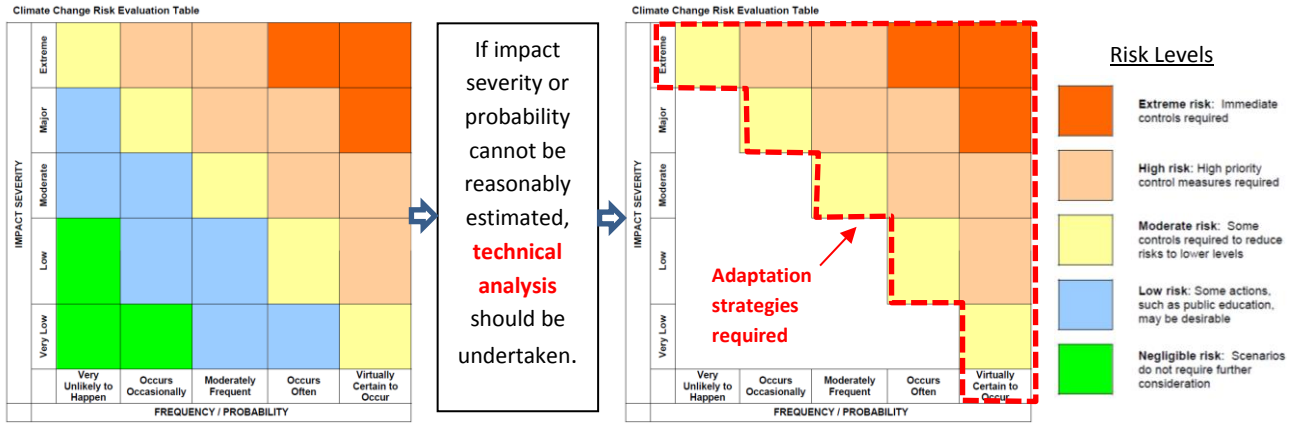 Climate Change Risk Evaluation Table
IMPACT SEVERITY
Extreme
Major
Moderate
Low
Very Low
Very
Unlikely to
Happen
Occurs
Occasionally
Moderately
Frequent
Occurs
Often
Virtually
Certain to
Occur
FREQUENCY / PROBABILITY
If impact
severity or
probability
cannot be
reasonably
estimated,
technical
analysis
should be
undertaken.
Climate Change Risk Evaluation Table
IMPACT SEVERITY
Extreme
Major
Moderate
Low
Very Low
Adaptation
strategies
required
Very
Unlikely to
Happen
Occurs
Occasionally
Moderately
Frequent
Occurs
Often
Virtually
Certain to
Occur
FREQUENCY / PROBABILITY
Risk Levels
Extreme risk: Immediate
controls required
High risk: High priority
control measures required
Moderate risk: Some
controls required to reduce
risks to lower levels
Low risk: Some actions,
such as public education,
may be desirable
Negligible risk: Scenarios
do not require further
consideration